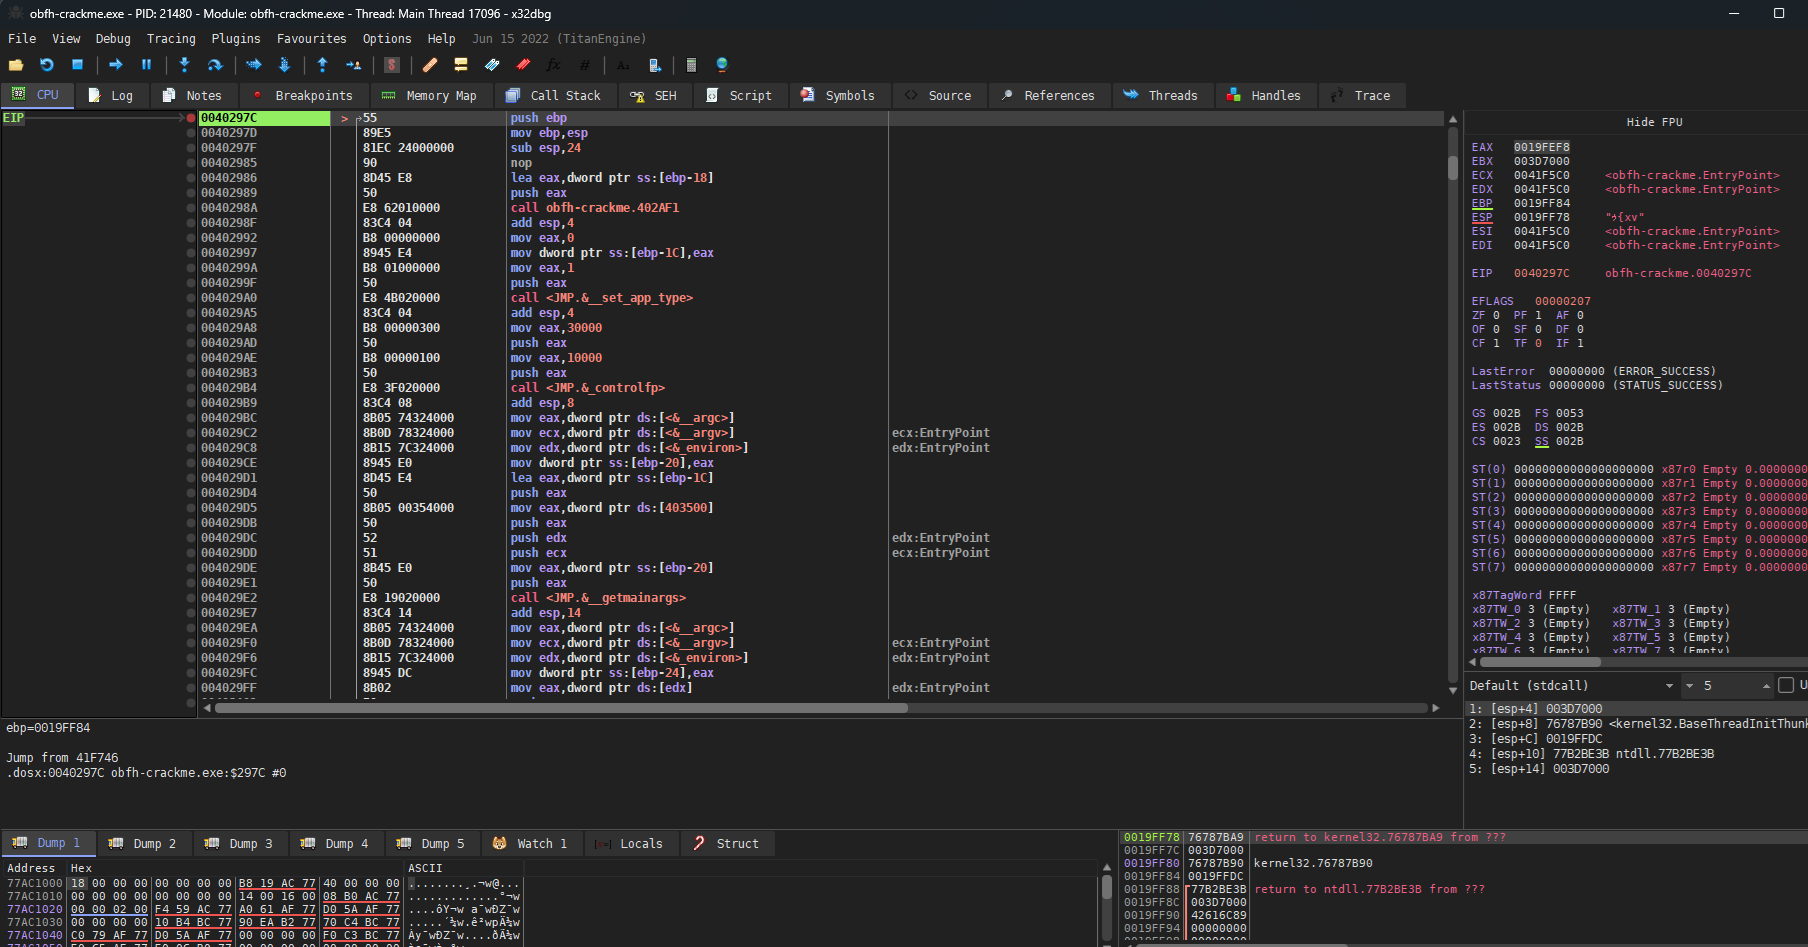 obfh-crackme.exe - PID: 21480 - Module: obfh-crackme.exe - Thread: Main Thread 17096 - x32dbg
File View Debug Tracing Plugins Favourites Options Help Jun 15 2022 (TitanEngine)
CPU Log Notes Breakpoints Memory Map Call Stack SEH Script Symbols Source References Threads Handles Trace
EIP 0040297C 55 push ebp
0040297D 89E5 mov ebp,esp
0040297F 81EC 24000000 sub esp,24
00402985 90 nop
00402986 8D45 E8 lea eax,dword ptr ss:[ebp-18]
00402989 50 push eax
0040298A E8 62010000 call obfh-crackme.402AF1
0040298F 83C4 04 add esp,4
00402992 B8 00000000 mov eax,0
00402997 8945 E4 mov dword ptr ss:[ebp-1C],eax
0040299A B8 01000000 mov eax,1
0040299F 50 push eax
004029A0 E8 4B020000 call <JMP.&__set_app_type>
004029A5 83C4 04 add esp,4
004029A8 B8 00000300 mov eax,30000
004029AD 50 push eax
004029AE B8 00000100 mov eax,10000
004029B3 50 push eax
004029B4 E8 3F020000 call <JMP.&_controlfp>
004029B9 83C4 08 add esp,8
004029BC 8B05 74324000 mov eax,dword ptr ds:[<&__argc>]
004029C2 8B0D 78324000 mov ecx,dword ptr ds:[<&__argv>] ecx:EntryPoint
004029C8 8B15 7C324000 mov edx,dword ptr ds:[<&_environ>] edx:EntryPoint
004029CE 8945 E0 mov dword ptr ss:[ebp-20],eax
004029D1 8D45 E4 lea eax,dword ptr ss:[ebp-1C]
004029D4 50 push eax
004029D5 8B05 00354000 mov eax,dword ptr ds:[403500]
004029DB 50 push eax
004029DC 52 push edx edx:EntryPoint
004029DD 51 push ecx ecx:EntryPoint
004029DE 8B45 E0 mov eax,dword ptr ss:[ebp-20]
004029E1 50 push eax
004029E2 E8 19020000 call <JMP.&__getmainargs>
004029E7 83C4 14 add esp,14
004029EA 8B05 74324000 mov eax,dword ptr ds:[<&__argc>]
004029F0 8B0D 78324000 mov ecx,dword ptr ds:[<&__argv>] ecx:EntryPoint
004029F6 8B15 7C324000 mov edx,dword ptr ds:[<&_environ>] edx:EntryPoint
004029FC 8945 DC mov dword ptr ss:[ebp-24],eax
004029FF 8B02 mov eax,dword ptr ds:[edx] edx:EntryPoint
ebp=0019FF84
Jump from 41F746
.dosx:0040297C obfh-crackme.exe:$297C #0
Hide FPU
EAX 0019FEF8
EBX 003D7000
ECX 0041F5C0 <obfh-crackme.EntryPoint>
EDX 0041F5C0 <obfh-crackme.EntryPoint>
EBP 0019FF84
ESP 0019FF78
ESI 0041F5C0 <obfh-crackme.EntryPoint>
EDI 0041F5C0 <obfh-crackme.EntryPoint>
EIP 0040297C obfh-crackme.0040297C
EFLAGS 00000207
ZF 0 PF 1 AF 0
OF 0 SF 0 DF 0
CF 1 TF 0 IF 1
LastError 00000000 (ERROR_SUCCESS)
LastStatus 00000000 (STATUS_SUCCESS)
GS 002B FS 0053
ES 002B DS 002B
CS 0023 SS 002B
ST(0) 00000000000000000000 x87r0 Empty 0.0000000
ST(1) 00000000000000000000 x87r1 Empty 0.0000000
ST(2) 00000000000000000000 x87r2 Empty 0.0000000
ST(3) 00000000000000000000 x87r3 Empty 0.0000000
ST(4) 00000000000000000000 x87r4 Empty 0.0000000
ST(5) 00000000000000000000 x87r5 Empty 0.0000000
ST(6) 00000000000000000000 x87r6 Empty 0.0000000
ST(7) 00000000000000000000 x87r7 Empty 0.0000000
x87TagWord FFFF
x87TW_0 3 (Empty) x87TW_1 3 (Empty)
x87TW_2 3 (Empty) x87TW_3 3 (Empty)
x87TW_4 3 (Empty) x87TW_5 3 (Empty)
x87TW_6 3 (Empty) x87TW_7 3 (Empty)
Default (stdcall) 5 U
1: [esp+4] 003D7000
2: [esp+8] 76787B90 <kernel32.BaseThreadInitThunk
3: [esp+C] 0019FFDC
4: [esp+10] 77B2BE3B ntdll.77B2BE3B
5: [esp+14] 003D7000
Dump 1 Dump 2 Dump 3 Dump 4 Dump 5 Watch 1 Locals Struct
Address Hex ASCII
77AC1000 18 00 00 00 00 00 00 00 B8 19 AC 77 40 00 00 00
77AC1010 00 00 00 00 00 00 00 00 14 00 16 00 08 B0 AC 77
77AC1020 00 00 02 00 F4 59 AC 77 A0 61 AF 77 D0 5A AF 77
77AC1030 00 00 00 00 10 B4 BC 77 90 EA B2 77 70 C4 BC 77
77AC1040 C0 79 AF 77 D0 5A AF 77 00 00 00 00 F0 C3 BC 77
0019FF78 76787BA9 return to kernel32.76787BA9 from ???
0019FF7C 003D7000
0019FF80 76787B90 kernel32.76787B90
0019FF84 0019FFDC
0019FF88 77B2BE3B return to ntdll.77B2BE3B from ???
0019FF8C 003D7000
0019FF90 42616C89
0019FF94 00000000